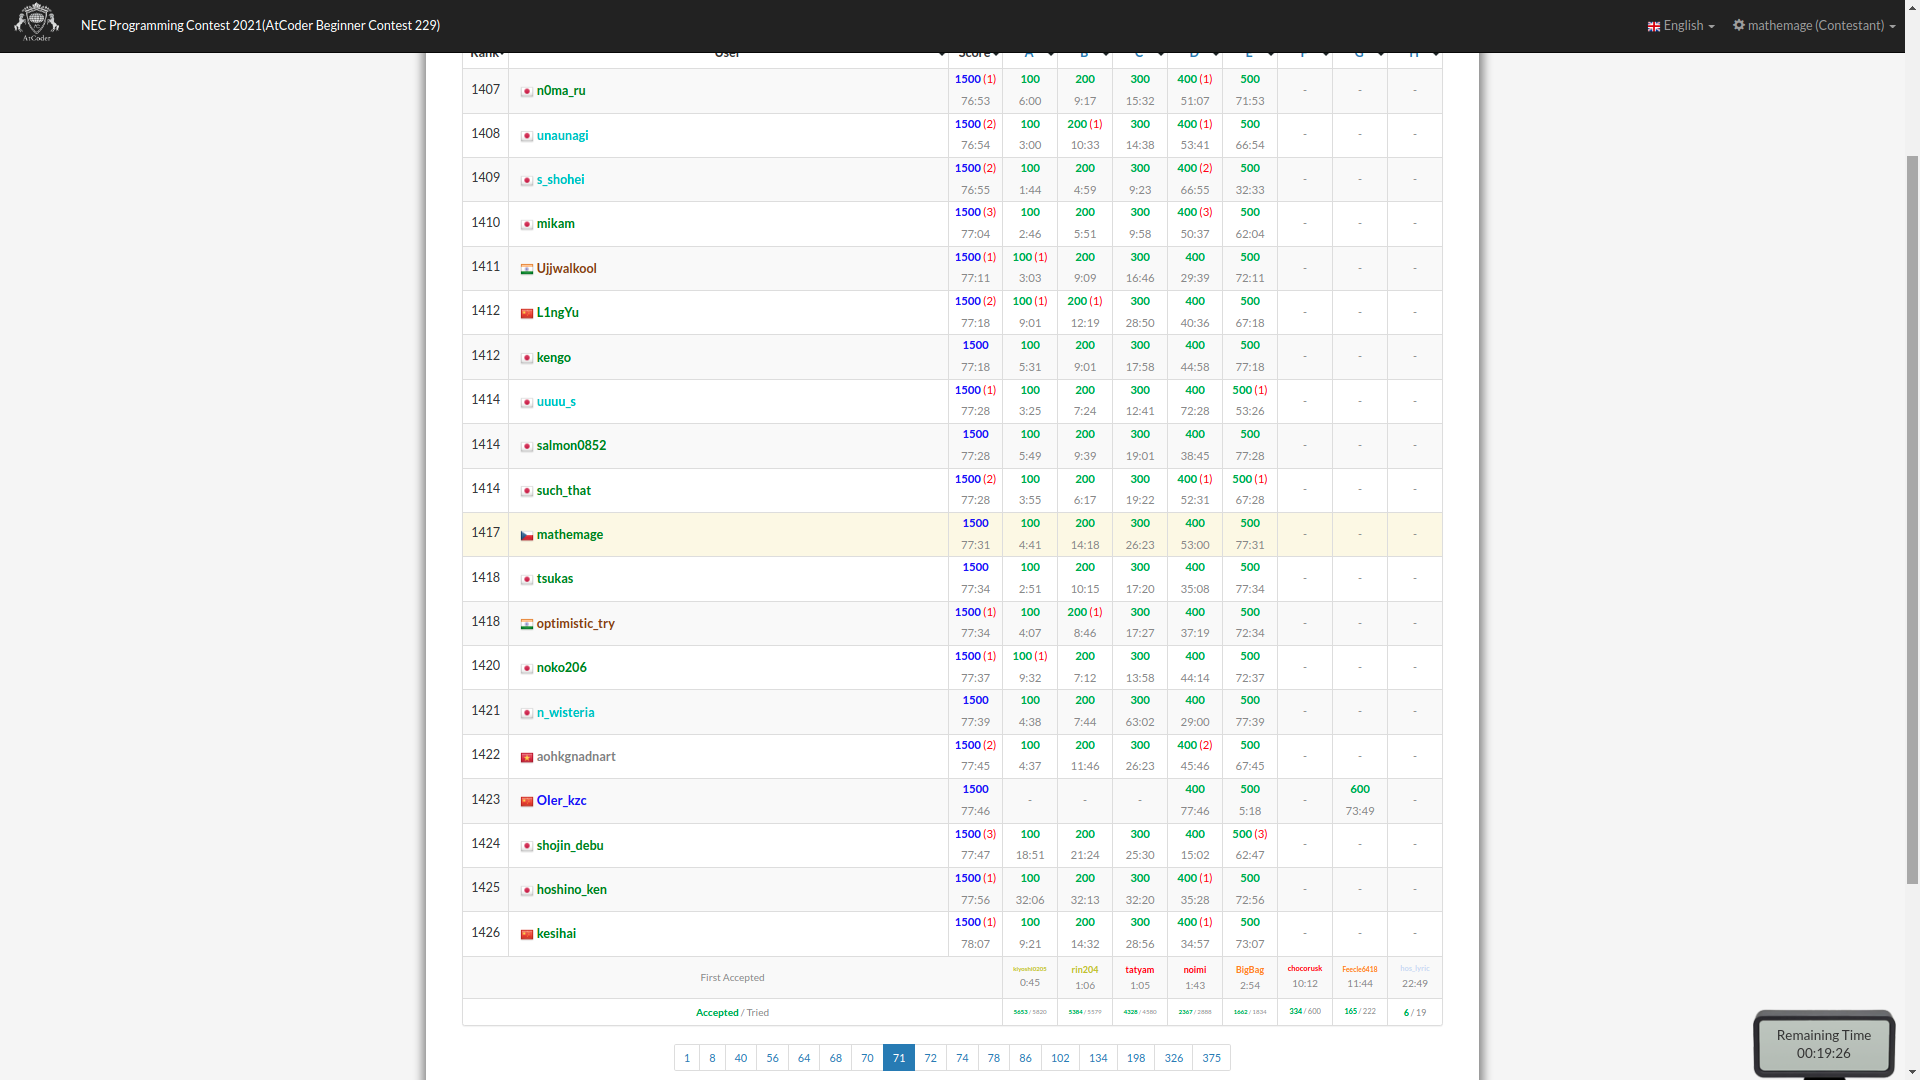 AtCoder
NEC Programming Contest 2021(AtCoder Beginner Contest 229) English mathemage (Contestant)
Rank User Score A B C D E F G H
1407 n0ma_ru 1500 (1) 100 200 300 400 (1) 500 - - -
76:53 6:00 9:17 15:32 51:07 71:53
1408 unaunagi 1500 (2) 100 200 (1) 300 400 (1) 500 - - -
76:54 3:00 10:33 14:38 53:41 66:54
1409 s_shohei 1500 (2) 100 200 300 400 (2) 500 - - -
76:55 1:44 4:59 9:23 66:55 32:33
1410 mikam 1500 (3) 100 200 300 400 (3) 500 - - -
77:04 2:46 5:51 9:58 50:37 62:04
1411 Ujjwalkool 1500 (1) 100 (1) 200 300 400 500 - - -
77:11 3:03 9:09 16:46 29:39 72:11
1412 L1ngYu 1500 (2) 100 (1) 200 (1) 300 400 500 - - -
77:18 9:01 12:19 28:50 40:36 67:18
1412 kengo 1500 100 200 300 400 500 - - -
77:18 5:31 9:01 17:58 44:58 77:18
1414 uuuu_s 1500 (1) 100 200 300 400 500 (1) - - -
77:28 3:25 7:24 12:41 72:28 53:26
1414 salmon0852 1500 100 200 300 400 500 - - -
77:28 5:49 9:39 19:01 38:45 77:28
1414 such_that 1500 (2) 100 200 300 400 (1) 500 (1) - - -
77:28 3:55 6:17 19:22 52:31 67:28
1417 mathemage 1500 100 200 300 400 500 - - -
77:31 4:41 14:18 26:23 53:00 77:31
1418 tsukas 1500 100 200 300 400 500 - - -
77:34 2:51 10:15 17:20 35:08 77:34
1418 optimistic_try 1500 (1) 100 200 (1) 300 400 500 - - -
77:34 4:07 8:46 17:27 37:19 72:34
1420 noko206 1500 (1) 100 (1) 200 300 400 500 - - -
77:37 9:32 7:12 13:58 44:14 72:37
1421 n_wisteria 1500 100 200 300 400 500 - - -
77:39 4:38 7:44 63:02 29:00 77:39
1422 aohkgnadnart 1500 (2) 100 200 300 400 (2) 500 - - -
77:45 4:37 11:46 26:23 45:46 67:45
1423 OIer_kzc 1500 - - - 400 500 - 600 -
77:46 77:46 5:18 73:49
1424 shojin_debu 1500 (3) 100 200 300 400 500 (3) - - -
77:47 18:51 21:24 25:30 15:02 62:47
1425 hoshino_ken 1500 (1) 100 200 300 400 (1) 500 - - -
77:56 32:06 32:13 32:20 35:28 72:56
1426 kesihai 1500 (1) 100 200 300 400 (1) 500 - - -
78:07 9:21 14:32 28:56 34:57 73:07
First Accepted kiyoshi0205 rin204 tatyam noimi BigBag chocorusk Feecle6418 hos_lyric
0:45 1:06 1:05 1:43 2:54 10:12 11:44 22:49
Accepted / Tried 5653 / 5820 5384 / 5579 4328 / 4580 2367 / 2888 1662 / 1834 334 / 600 165 / 222 6 / 19
1 8 40 56 64 68 70 71 72 74 78 86 102 134 198 326 375
Remaining Time
00:19:26